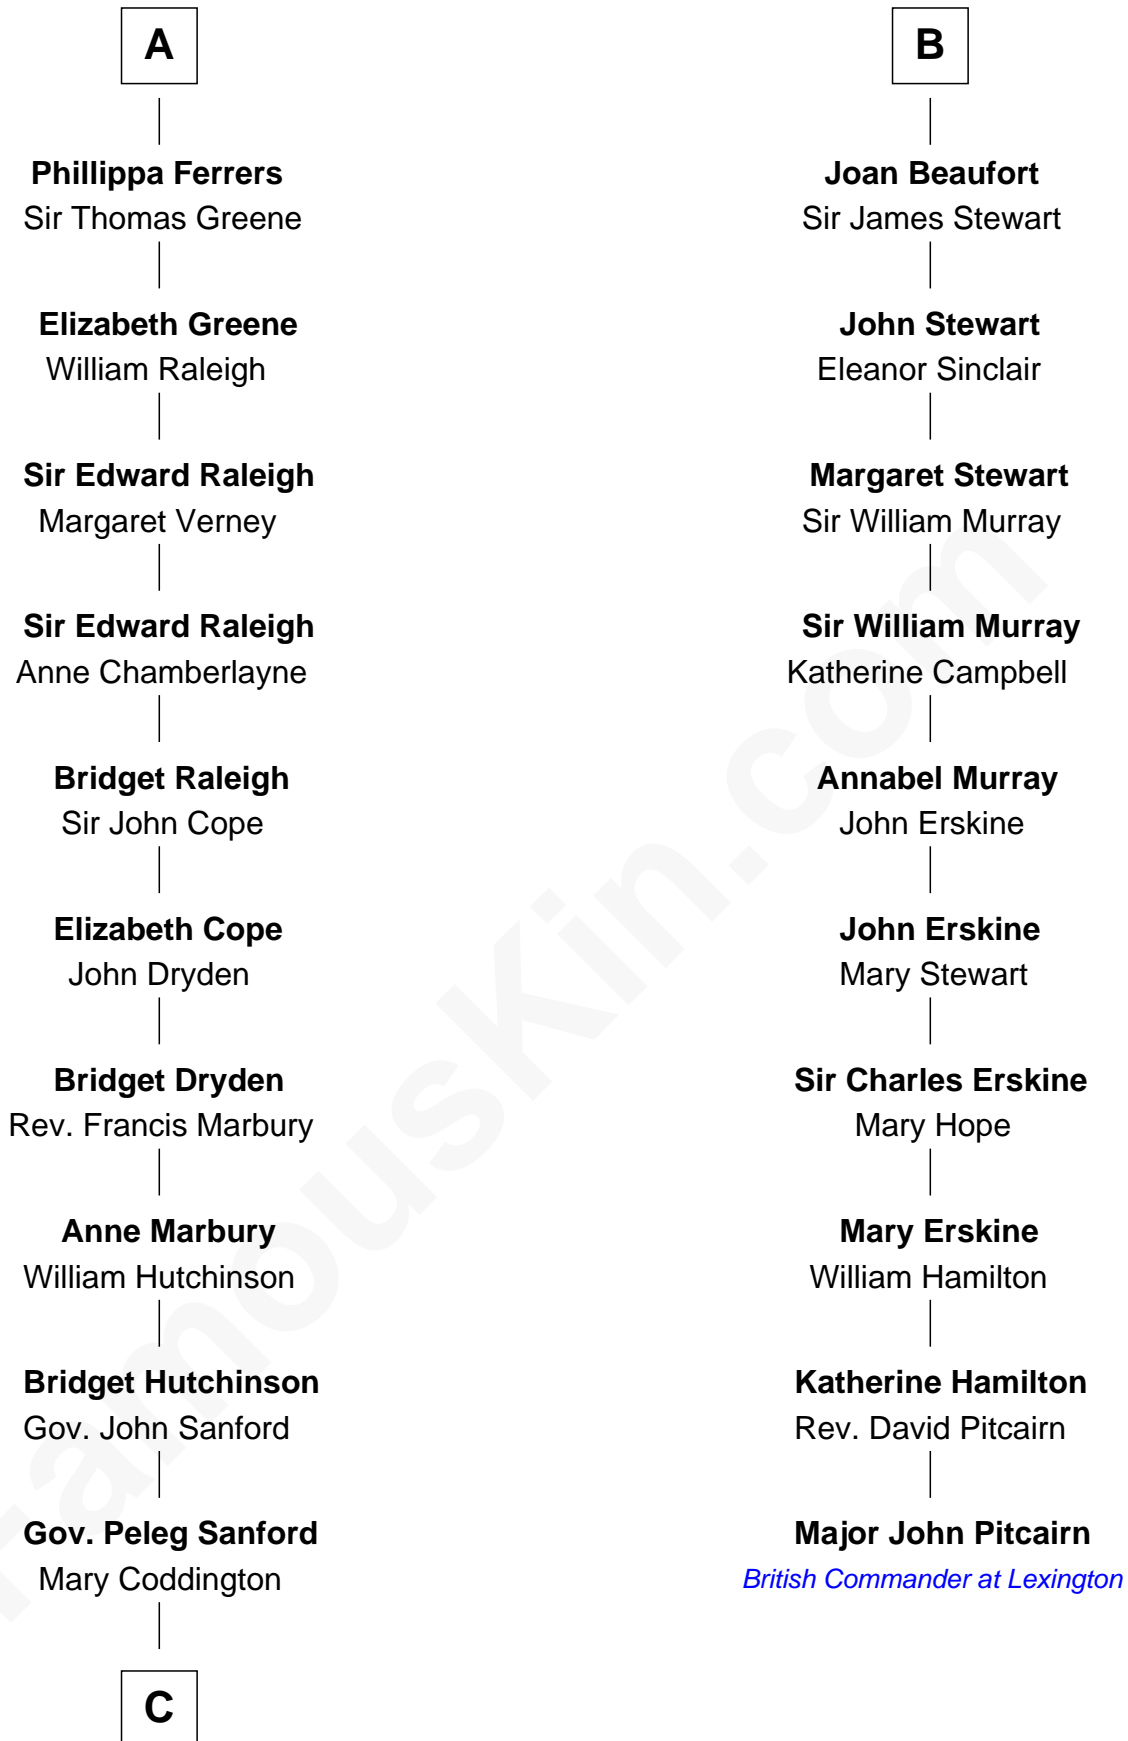 A
Phillippa Ferrers
Sir Thomas Greene
Elizabeth Greene
William Raleigh
Sir Edward Raleigh
Margaret Verney
Sir Edward Raleigh
Anne Chamberlayne
Bridget Raleigh
Sir John Cope
Elizabeth Cope
John Dryden
Bridget Dryden
Rev. Francis Marbury
Anne Marbury
William Hutchinson
Bridget Hutchinson
Gov. John Sanford
Gov. Peleg Sanford
Mary Coddington
C
B
Joan Beaufort
Sir James Stewart
John Stewart
Eleanor Sinclair
Margaret Stewart
Sir William Murray
Sir William Murray
Katherine Campbell
Annabel Murray
John Erskine
John Erskine
Mary Stewart
Sir Charles Erskine
Mary Hope
Mary Erskine
William Hamilton
Katherine Hamilton
Rev. David Pitcairn
Major John Pitcairn
British Commander at Lexington
FamousKin.com